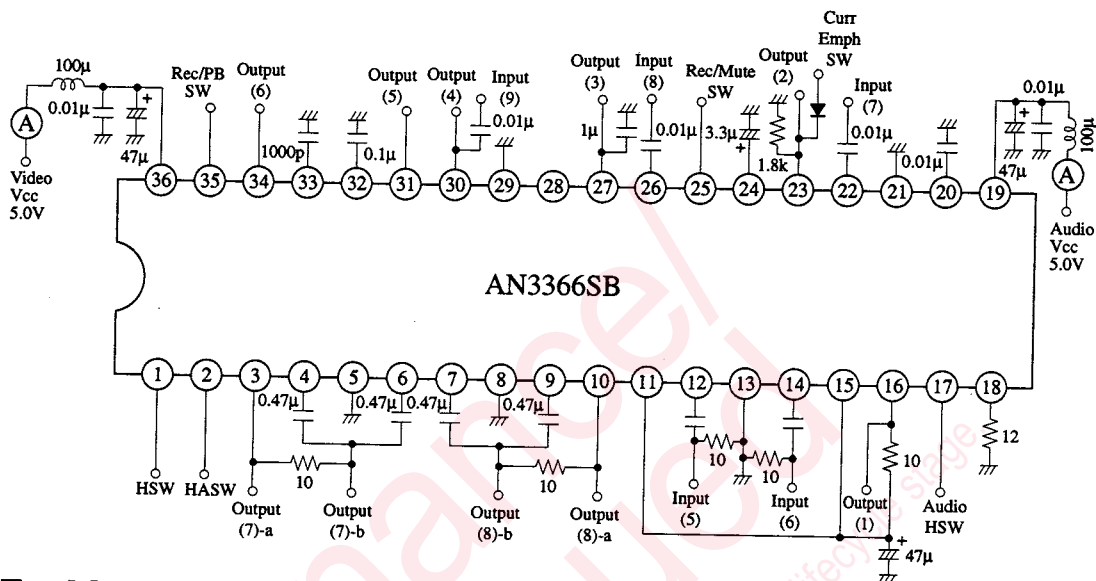 Curr
Emph
SW
100μ
Rec/PB
SW
Output
(6)
Output
(5)
Output
(4)
Input
(9)
Output
(3)
Input
(8)
Rec/Mute
SW
Output
(2)
Input
(7)
0.01μ
100μ
A
0.01μ
47μ
1000p
0.1μ
0.01μ
1μ
0.01μ
3.3μ
1.8k
0.01μ
0.01μ
47μ
A
Video
Vcc
5.0V
Audio
Vcc
5.0V
36 35 34 33 32 31 30 29 28 27 26 25 24 23 22 21 20 19
AN3366SB
1 2 3 4 5 6 7 8 9 10 11 12 13 14 15 16 17 18
0.47μ
0.47μ
0.47μ
0.47μ
10
10
10
10
10
12
HSW
HASW
Output
(7)-a
Output
(7)-b
Output
(8)-b
Output
(8)-a
Input
(5)
Input
(6)
Output
(1)
Audio
HSW
47μ